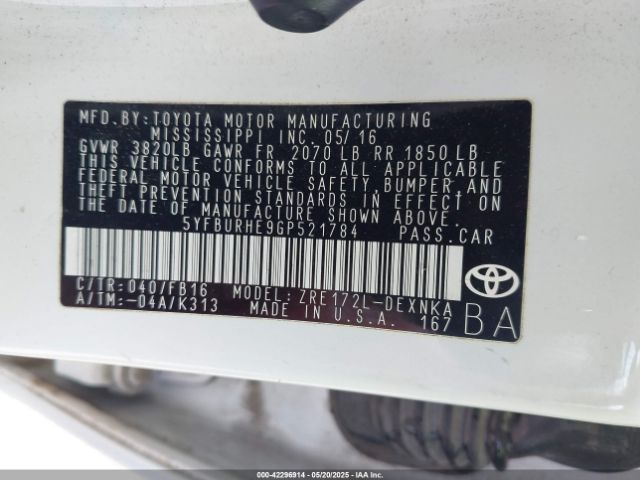 MFD. BY: TOYOTA MOTOR MANUFACTURING
MISSISSIPPI INC. 05/16
GVWR 3820LB GAWR FR 2070 LB RR 1850 LB
THIS VEHICLE CONFORMS TO ALL APPLICABLE
FEDERAL MOTOR VEHICLE SAFETY, BUMPER, AND
THEFT PREVENTION STANDARDS IN EFFECT ON
THE DATE OF MANUFACTURE SHOWN ABOVE.
5YFBURHE9GP521784 PASS. CAR
C/TR: 040/FB16 MODEL: ZRE172L-DEXNKA
A/TM:-04A/K313 MADE IN U.S.A. 167
BA
000-42296914 - 05/20/2025 - IAAI